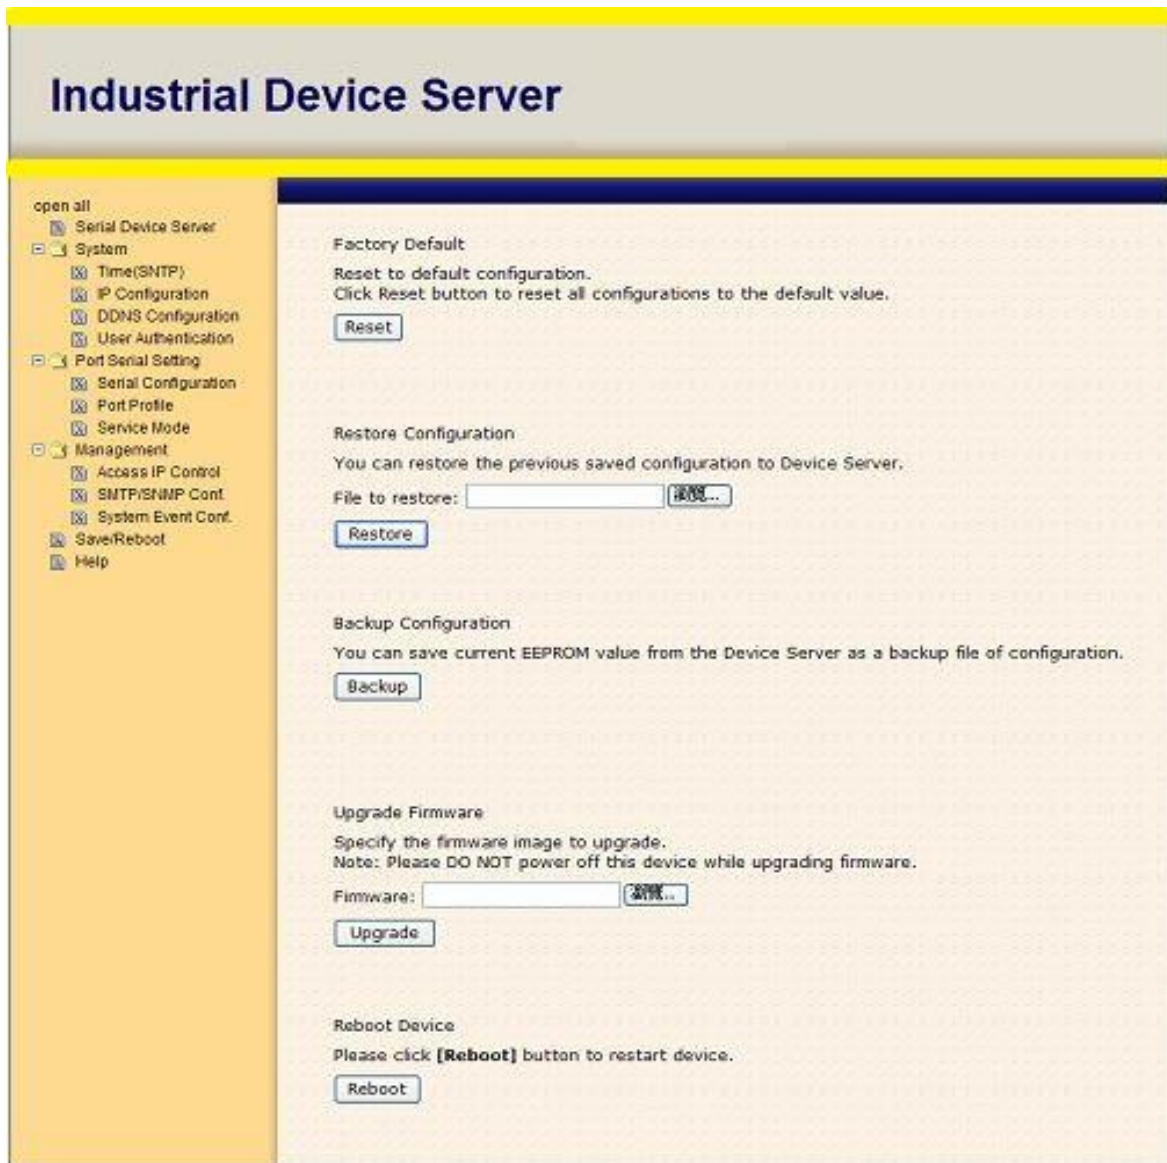 Industrial Device Server
open all
Serial Device Server
System
Time(SNTP)
IP Configuration
DDNS Configuration
User Authentication
Port Serial Setting
Serial Configuration
Port Profile
Service Mode
Management
Access IP Control
SMTP/SNMP Conf.
System Event Conf.
Save/Reboot
Help
Factory Default
Reset to default configuration.
Click Reset button to reset all configurations to the default value.
Reset
Restore Configuration
You can restore the previous saved configuration to Device Server.
File to restore:
Restore
Backup Configuration
You can save current EEPROM value from the Device Server as a backup file of configuration.
Backup
Upgrade Firmware
Specify the firmware image to upgrade.
Note: Please DO NOT power off this device while upgrading firmware.
Firmware:
Upgrade
Reboot Device
Please click [Reboot] button to restart device.
Reboot